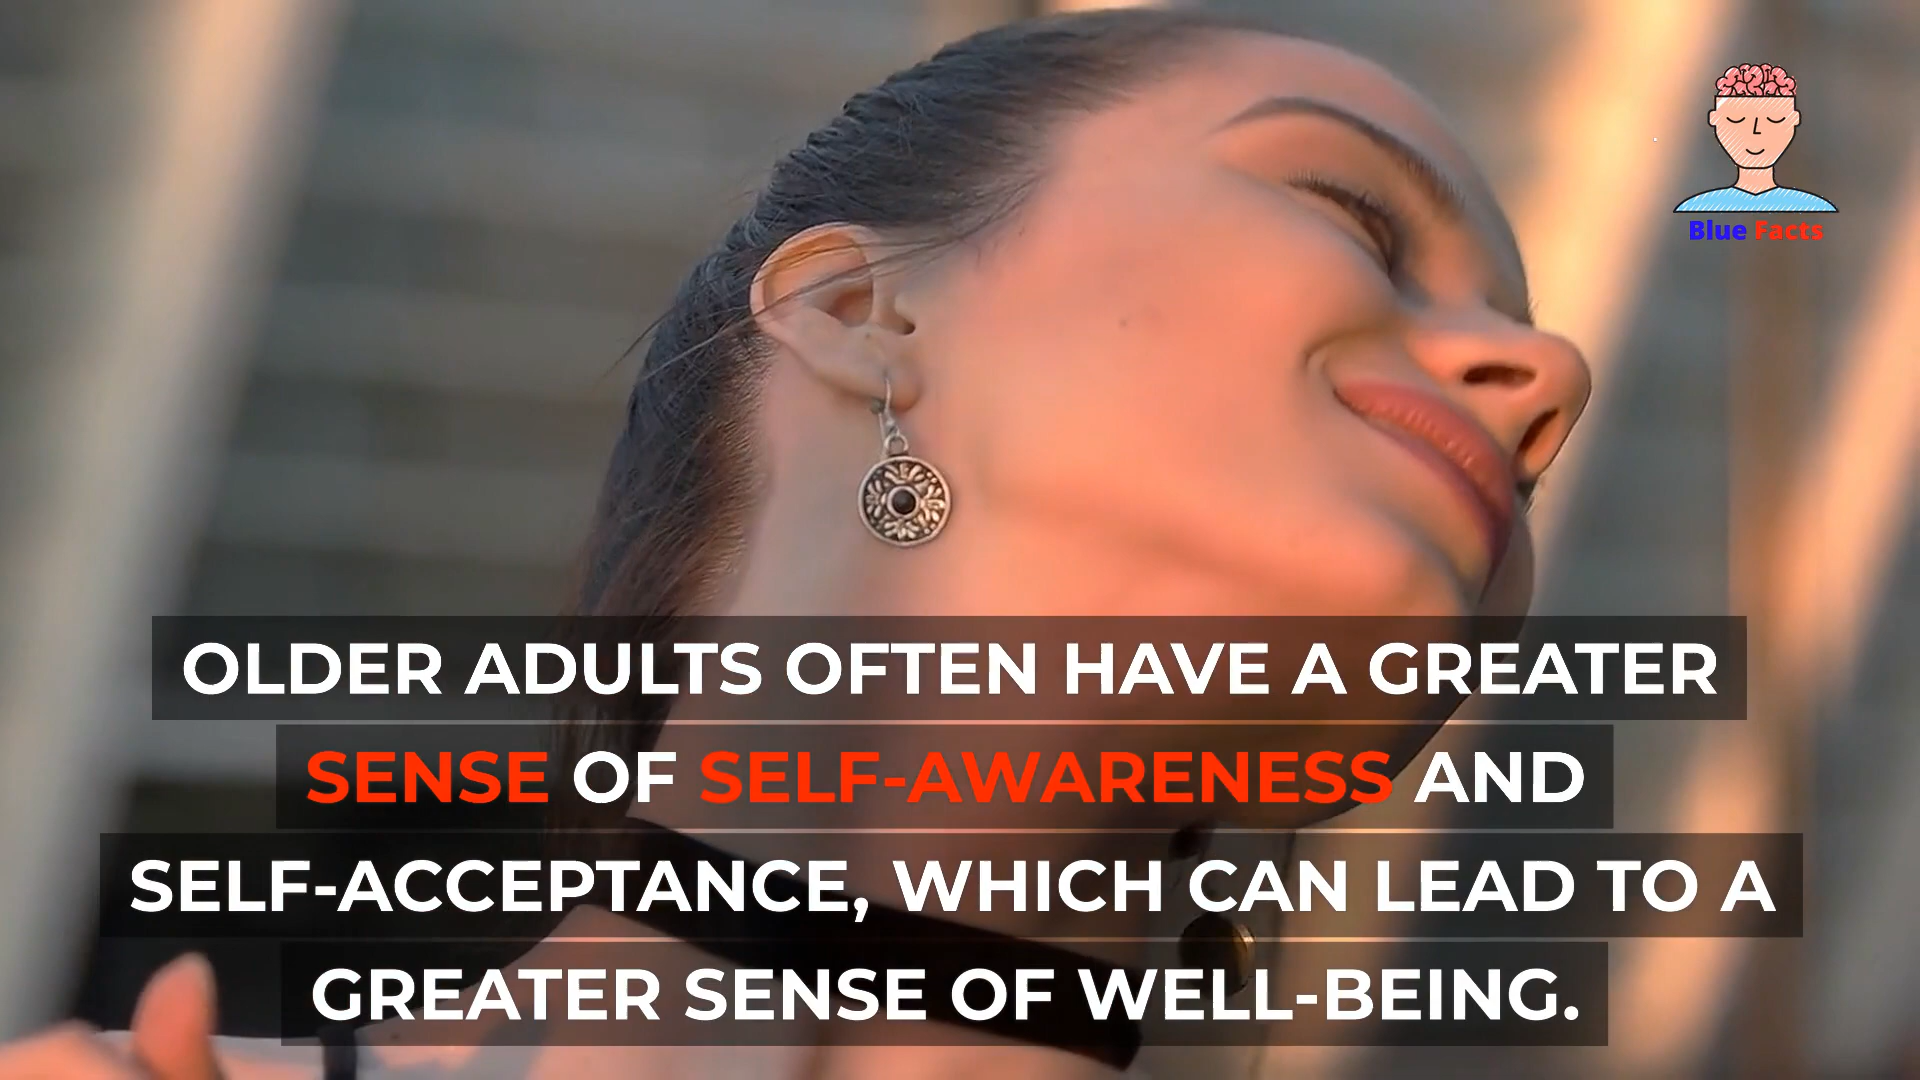 Blue Facts
OLDER ADULTS OFTEN HAVE A GREATER
SENSE OF SELF-AWARENESS AND
SELF-ACCEPTANCE, WHICH CAN LEAD TO A
GREATER SENSE OF WELL-BEING.